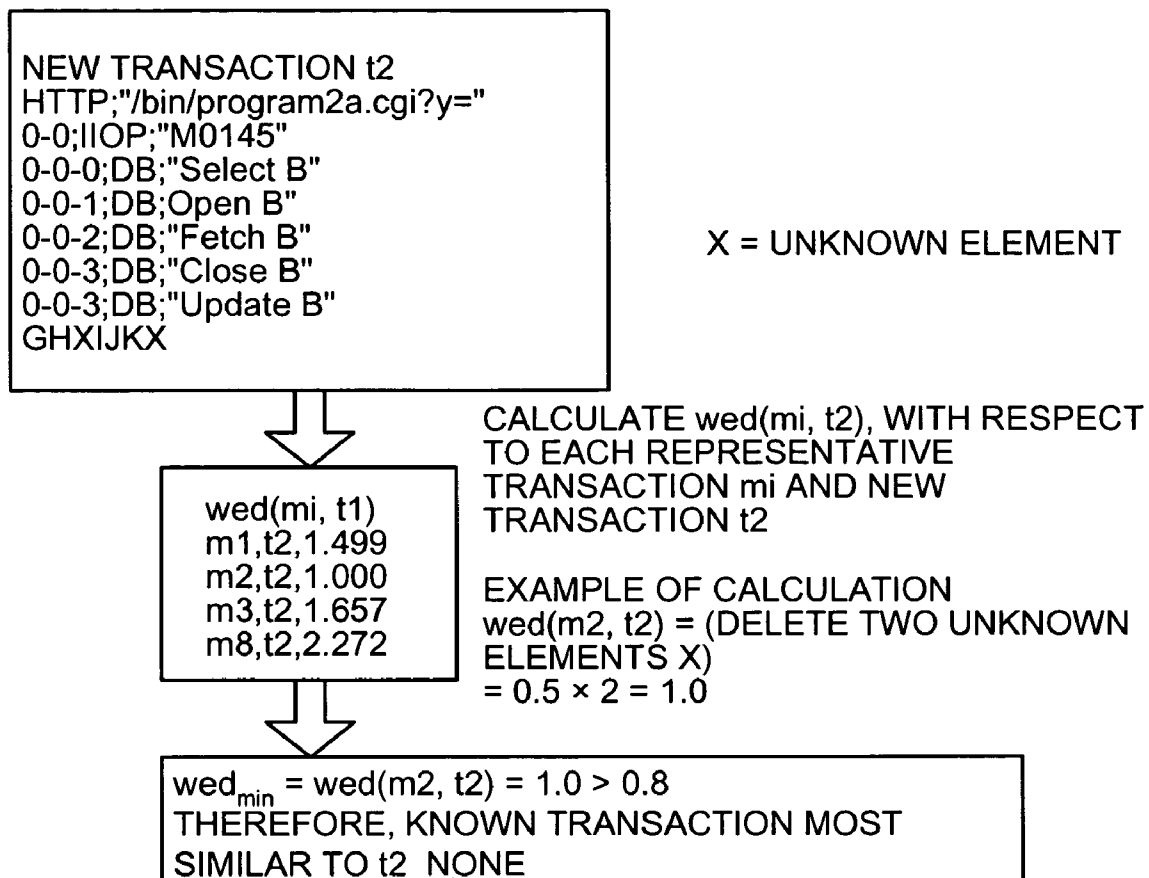 NEW TRANSACTION t2
HTTP;"/bin/program2a.cgi?y="
0-0;IIOP;"M0145"
0-0-0;DB;"Select B"
0-0-1;DB;Open B"
0-0-2;DB;"Fetch B"
0-0-3;DB;"Close B"
0-0-3;DB;"Update B"
GHXIJKX
X = UNKNOWN ELEMENT
CALCULATE wed(mi, t2), WITH RESPECT
TO EACH REPRESENTATIVE
TRANSACTION mi AND NEW
TRANSACTION t2
wed(mi, t1)
m1,t2,1.499
m2,t2,1.000
m3,t2,1.657
m8,t2,2.272
EXAMPLE OF CALCULATION
wed(m2, t2) = (DELETE TWO UNKNOWN
ELEMENTS X)
= 0.5 × 2 = 1.0
wedmin = wed(m2, t2) = 1.0 > 0.8
THEREFORE, KNOWN TRANSACTION MOST
SIMILAR TO t2 NONE